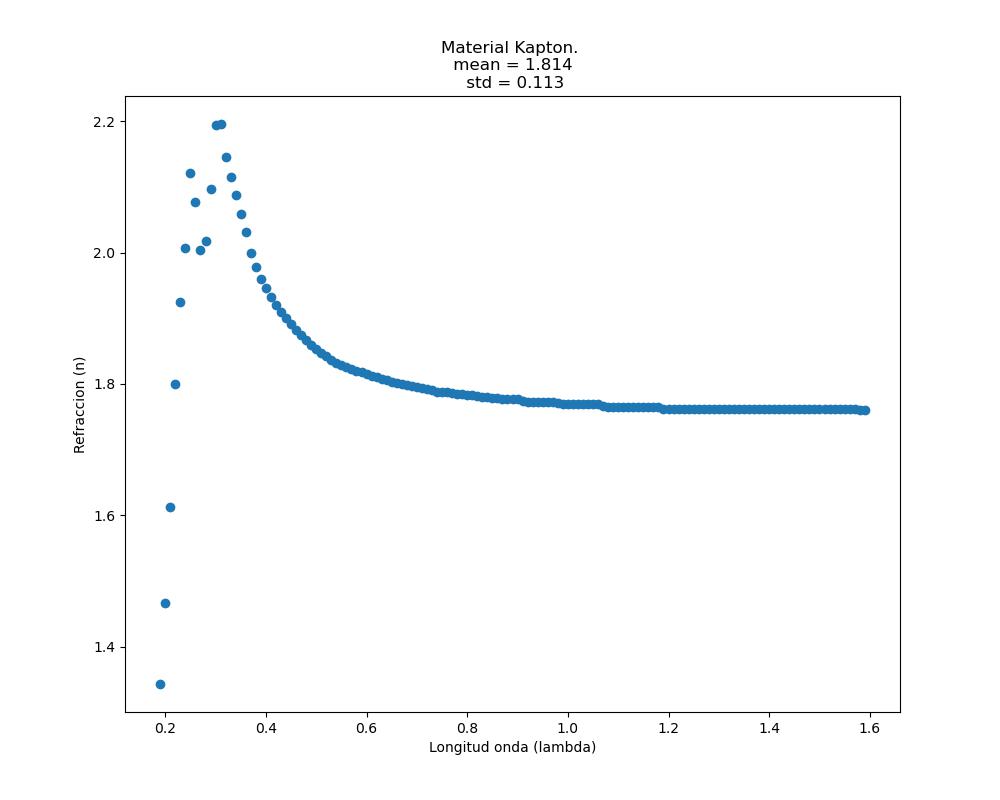 Material Kapton.
mean = 1.814
std = 0.113
2.2
2.0
1.8
1.6
1.4
Refraccion (n)
0.2 0.4 0.6 0.8 1.0 1.2 1.4 1.6
Longitud onda (lambda)